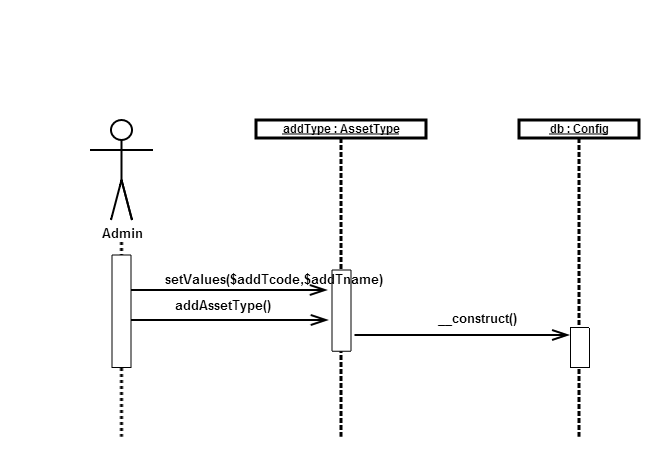 addType : AssetType
db : Config
Admin
setValues($addTcode,$addTname)
addAssetType()
__construct()